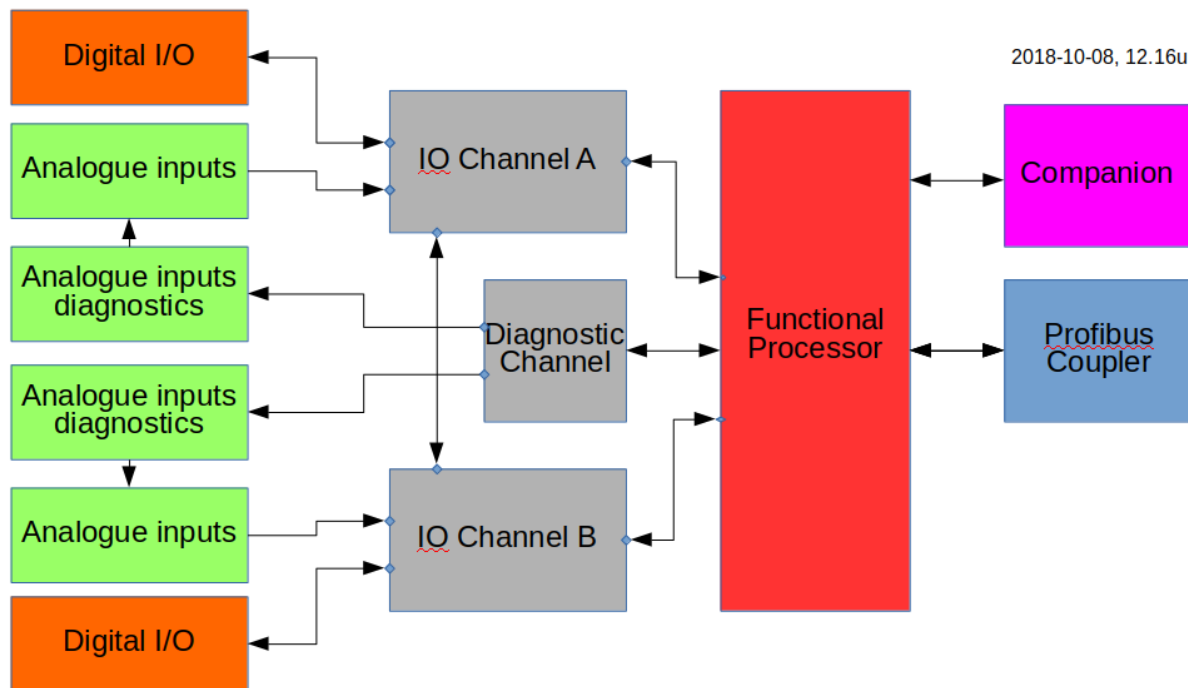 Digital I/O
2018-10-08, 12.16u
Analogue inputs
IO Channel A
Companion
Analogue inputs
diagnostics
Diagnostic
Channel
Functional
Processor
Profibus
Coupler
Analogue inputs
diagnostics
Analogue inputs
IO Channel B
Digital I/O